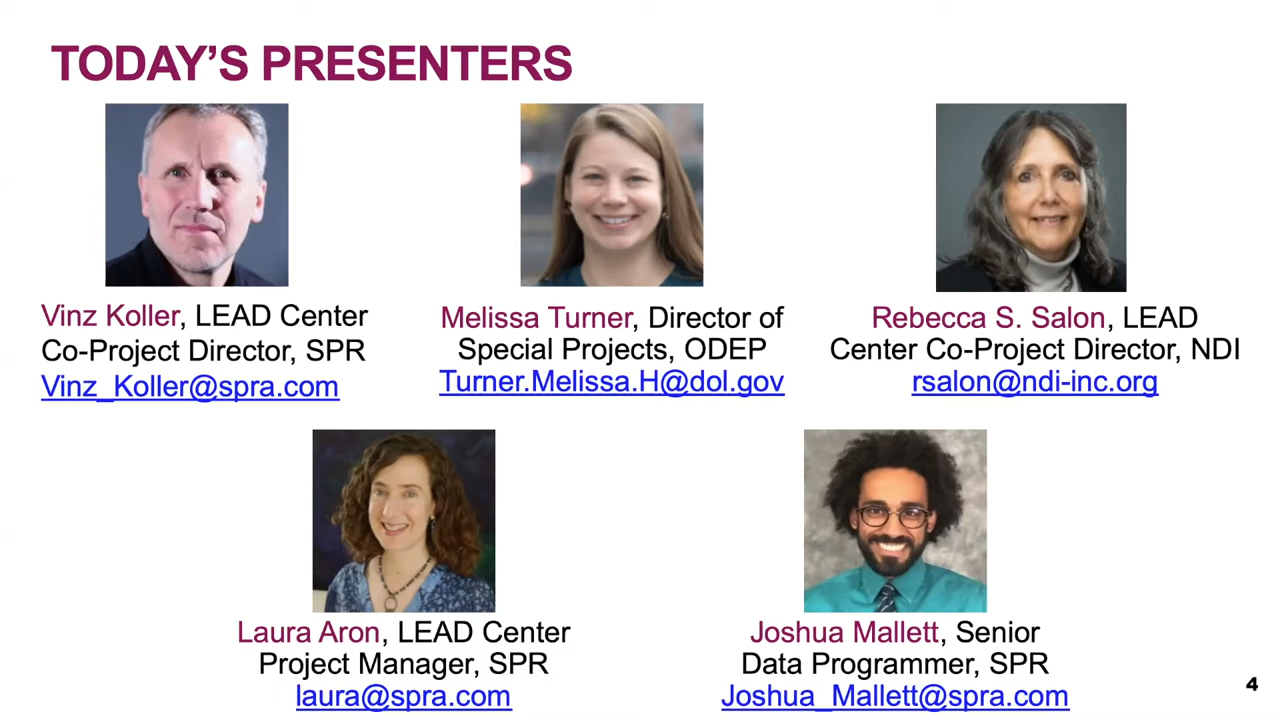 TODAY’S PRESENTERS
Vinz Koller, LEAD Center
Co-Project Director, SPR
Vinz_Koller@spra.com
Melissa Turner, Director of
Special Projects, ODEP
Turner.Melissa.H@dol.gov
Rebecca S. Salon, LEAD
Center Co-Project Director, NDI
rsalon@ndi-inc.org
Laura Aron, LEAD Center
Project Manager, SPR
laura@spra.com
Joshua Mallett, Senior
Data Programmer, SPR
Joshua_Mallett@spra.com
4